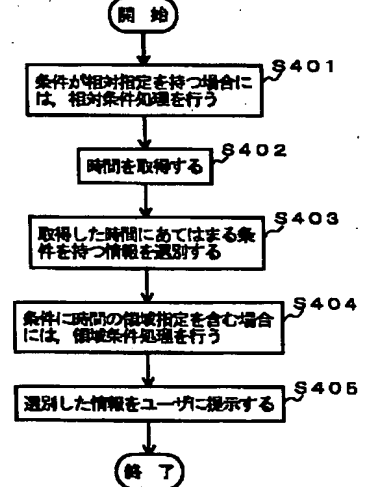 開 始
S401
条件が相対指定を持つ場合に
は，相対条件処理を行う
S402
時間を取得する
S403
取得した時間にあてはまる条
件を持つ情報を選別する
S404
条件に時間の領域指定を含む場合
には，領域条件処理を行う
S405
選別した情報をユーザに提示する
終 了